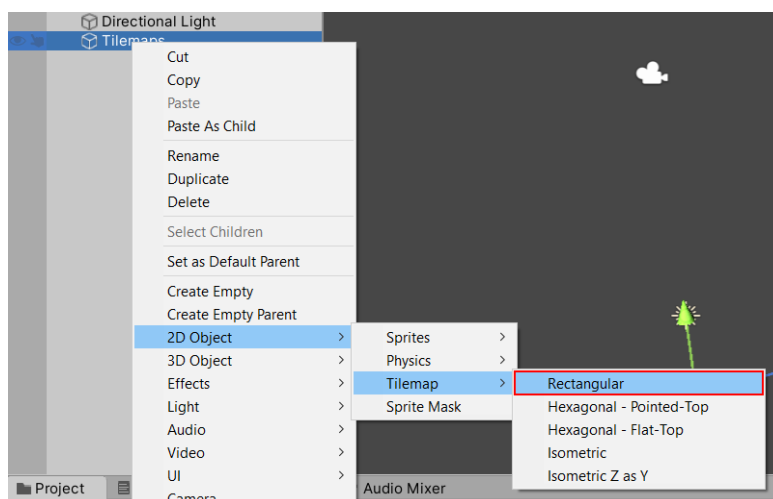 Directional Light
Tilemaps
Cut
Copy
Paste
Paste As Child
Rename
Duplicate
Delete
Select Children
Set as Default Parent
Create Empty
Create Empty Parent
2D Object
3D Object
Effects
Light
Audio
Video
UI
Camera
Sprites
Physics
Tilemap
Sprite Mask
Rectangular
Hexagonal - Pointed-Top
Hexagonal - Flat-Top
Isometric
Isometric Z as Y
Project
Audio Mixer